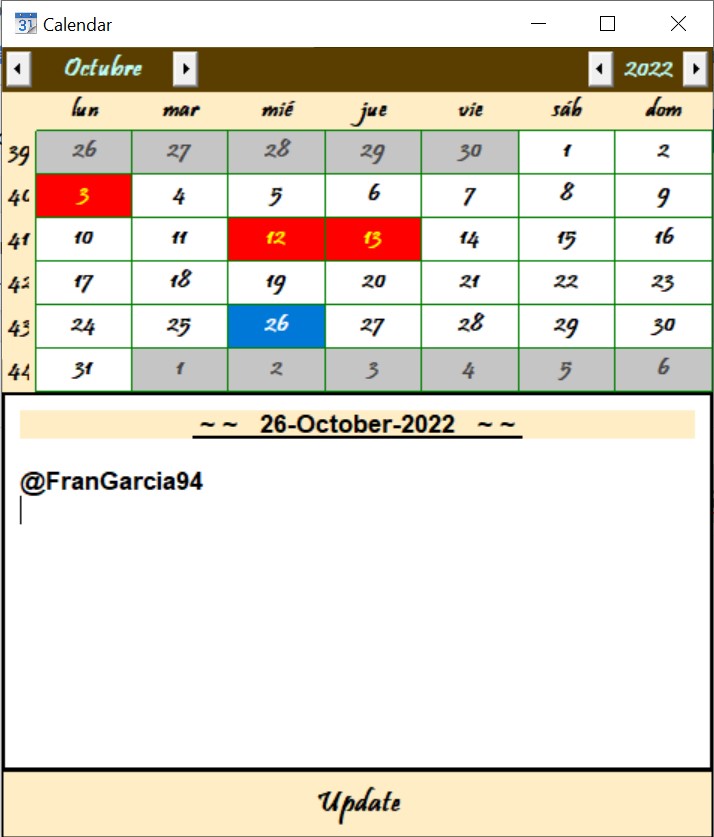 Calendar
Octubre 2022
lun mar mié jue vie sáb dom
39 26 27 28 29 30 1 2
40 3 4 5 6 7 8 9
41 10 11 12 13 14 15 16
42 17 18 19 20 21 22 23
43 24 25 26 27 28 29 30
44 31 1 2 3 4 5 6
~ ~ 26-October-2022 ~ ~
@FranGarcia94
Update